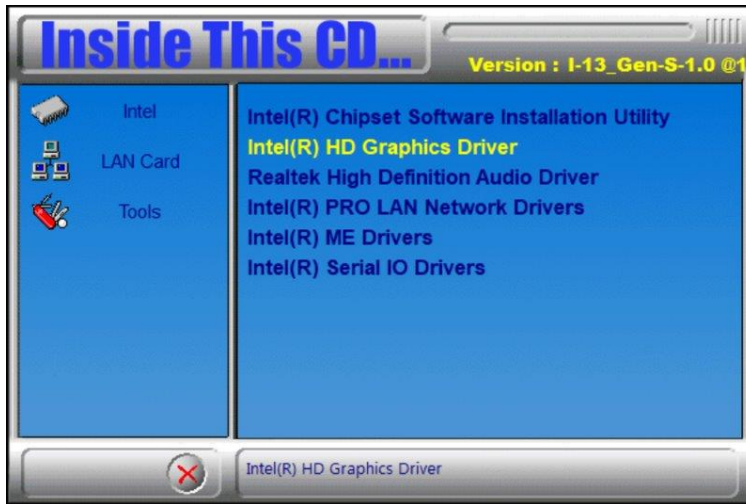 Inside This CD...
Version : I-13_Gen-S-1.0 @1
Intel
LAN Card
Tools
Intel(R) Chipset Software Installation Utility
Intel(R) HD Graphics Driver
Realtek High Definition Audio Driver
Intel(R) PRO LAN Network Drivers
Intel(R) ME Drivers
Intel(R) Serial IO Drivers
Intel(R) HD Graphics Driver